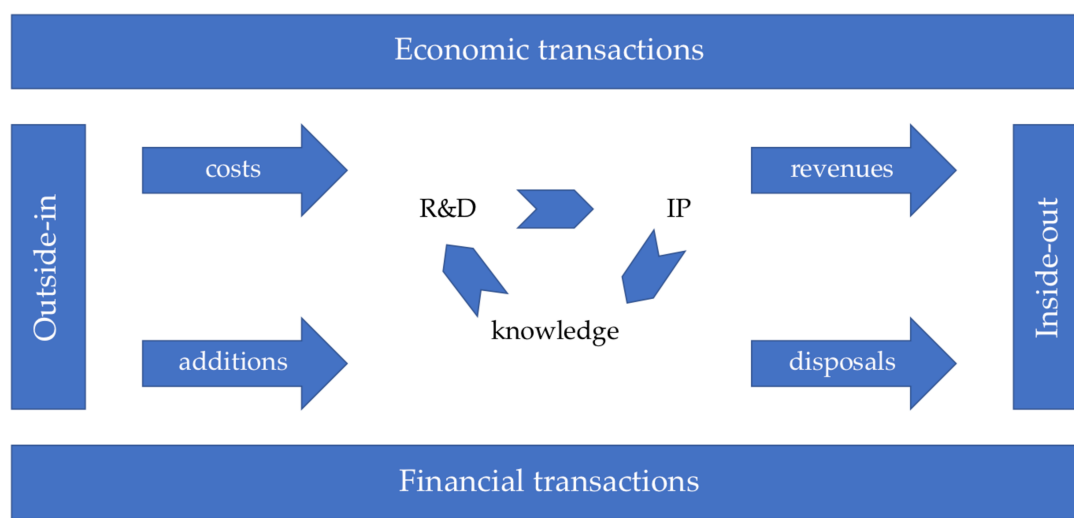 Economic transactions
Outside-in
costs
R&D
IP
revenues
Inside-out
knowledge
additions
disposals
Financial transactions